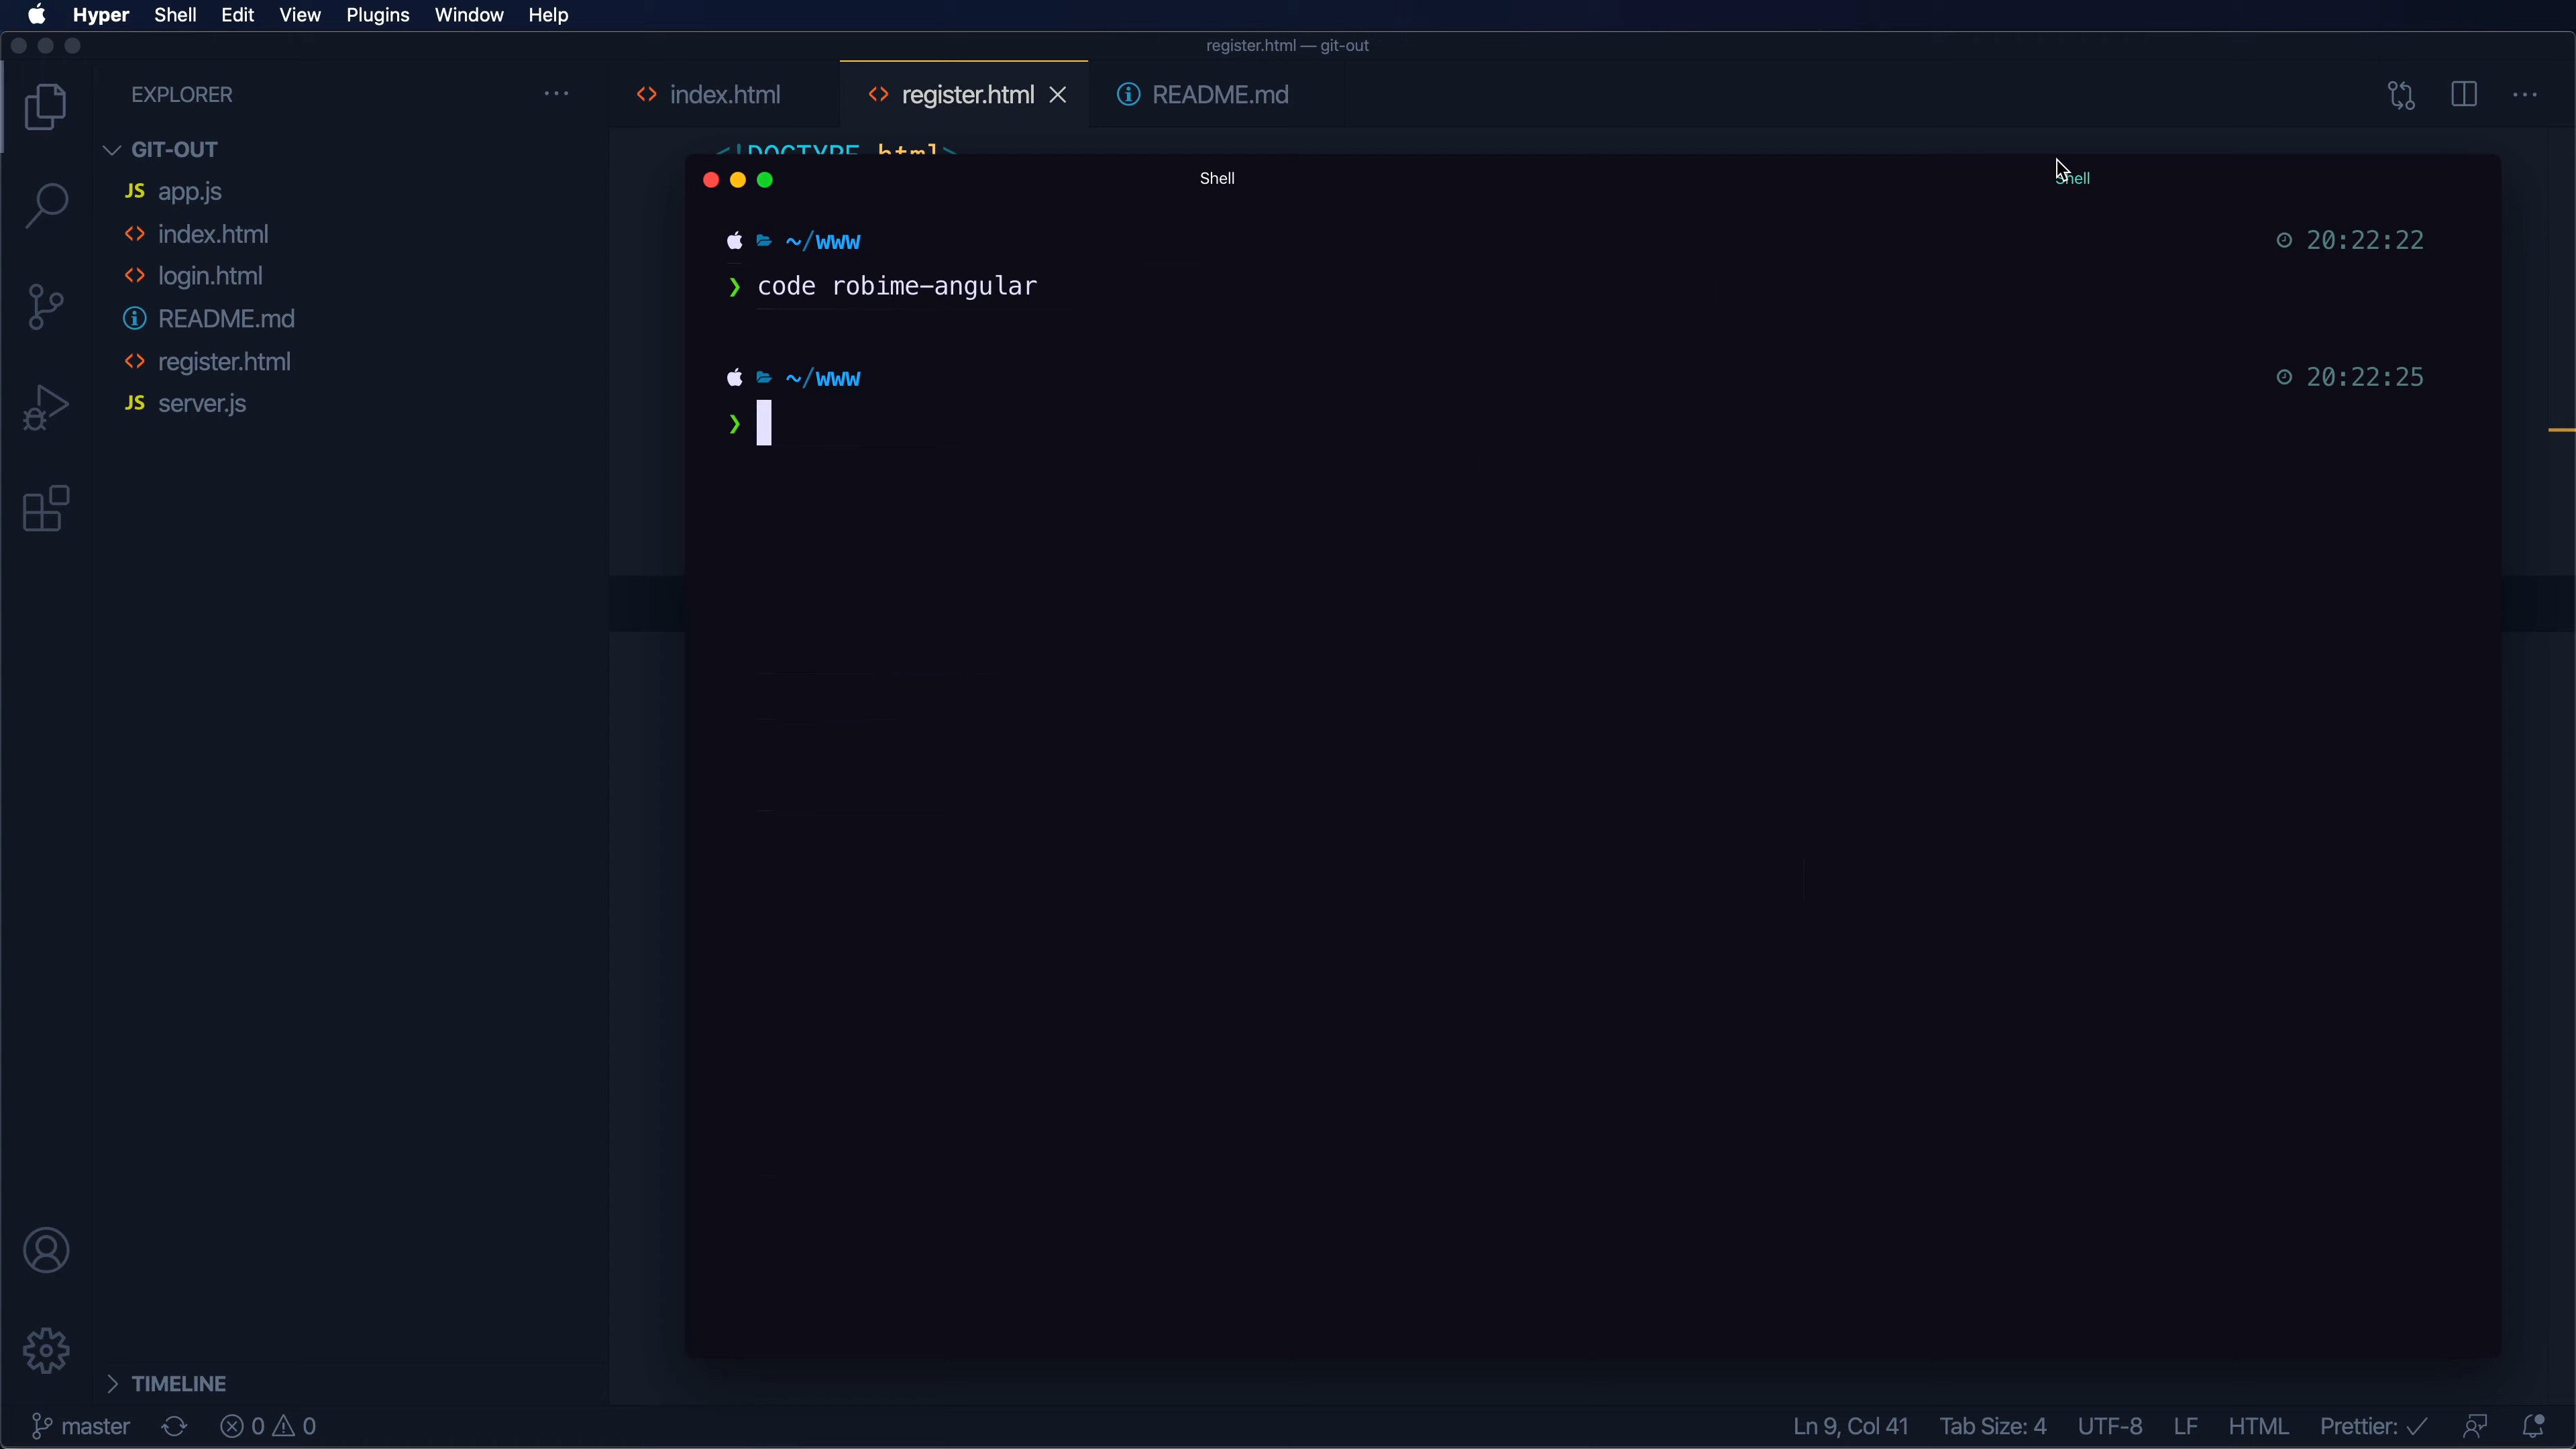 Hyper Shell Edit View Plugins Window Help
register.html — git-out
EXPLORER
index.html
register.html
README.md
GIT-OUT
JS app.js
index.html
login.html
README.md
register.html
JS server.js
<!DOCTYPE html>
Shell
Shell
~/www 20:22:22
❯ code robime-angular
~/www 20:22:25
❯
TIMELINE
master 0 0 Ln 9, Col 41 Tab Size: 4 UTF-8 LF HTML Prettier: ✓